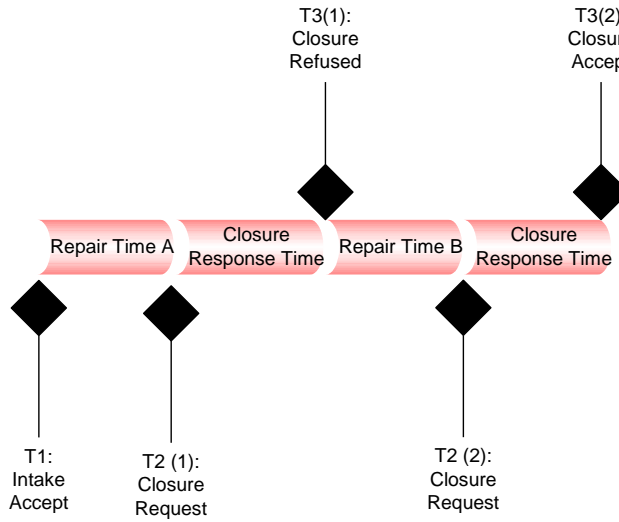 T3(1):
Closure
Refused
T3(2)
Closur
Accep
Repair Time A
Closure
Response Time
Repair Time B
Closure
Response Time
T1:
Intake
Accept
T2 (1):
Closure
Request
T2 (2):
Closure
Request